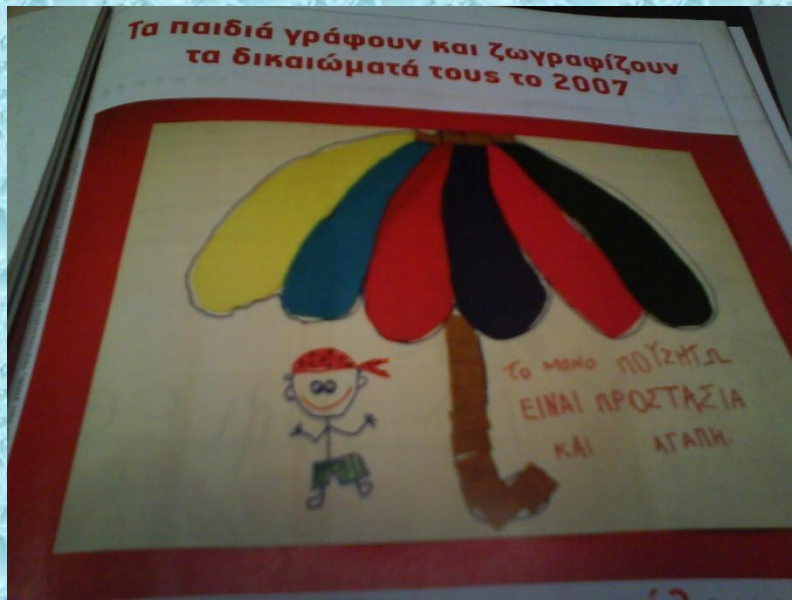 Τα παιδιά γράφουν και ζωγραφίζουν
τα δικαιώματά τους το 2007
ΤΟ ΜΟΝΟ ΠΟΥ ΖΗΤΩ
ΕΙΝΑΙ ΠΡΟΣΤΑΣΙΑ
ΚΑΙ ΑΓΑΠΗ.